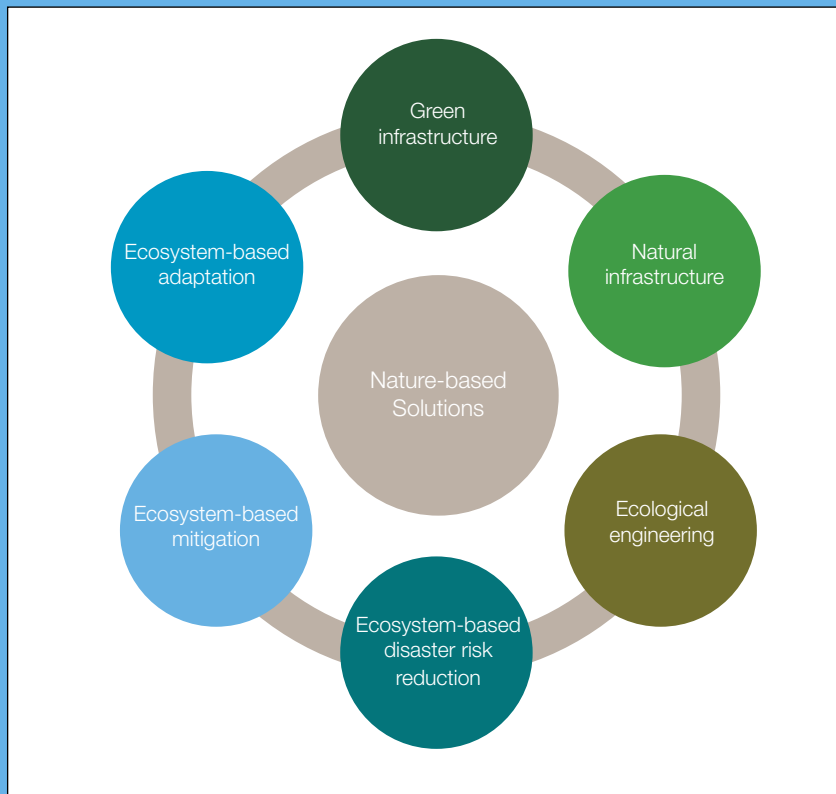 Green
infrastructure
Natural
infrastructure
Ecological
engineering
Ecosystem-based
disaster risk
reduction
Ecosystem-based
mitigation
Ecosystem-based
adaptation
Nature-based
Solutions